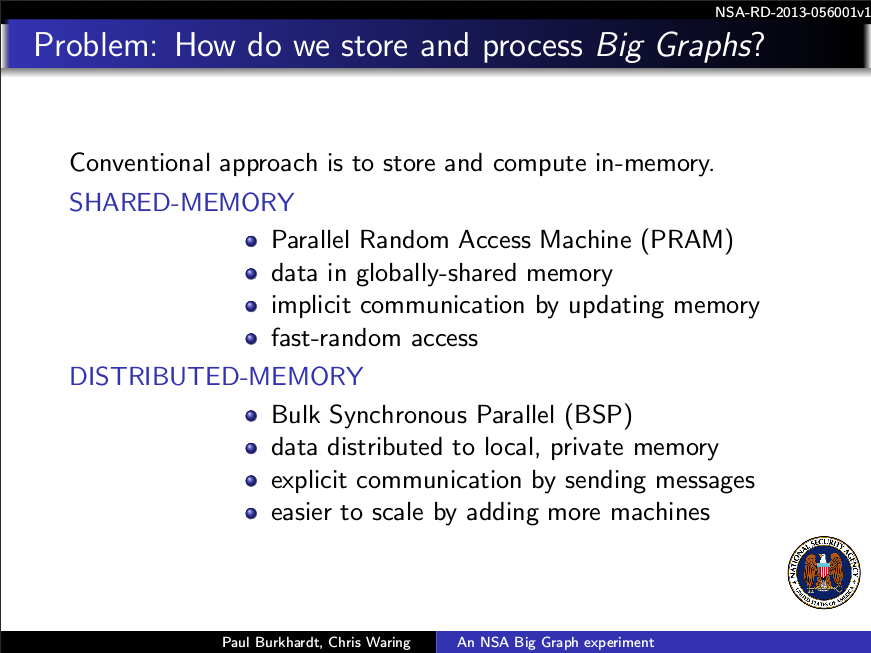 NSA-RD-2013-056001v1
Problem: How do we store and process Big Graphs?
Conventional approach is to store and compute in-memory.
SHARED-MEMORY
Parallel Random Access Machine (PRAM)
data in globally-shared memory
implicit communication by updating memory
fast-random access
DISTRIBUTED-MEMORY
Bulk Synchronous Parallel (BSP)
data distributed to local, private memory
explicit communication by sending messages
easier to scale by adding more machines
NATIONAL SECURITY AGENCY
UNITED STATES OF AMERICA
Paul Burkhardt, Chris Waring
An NSA Big Graph experiment